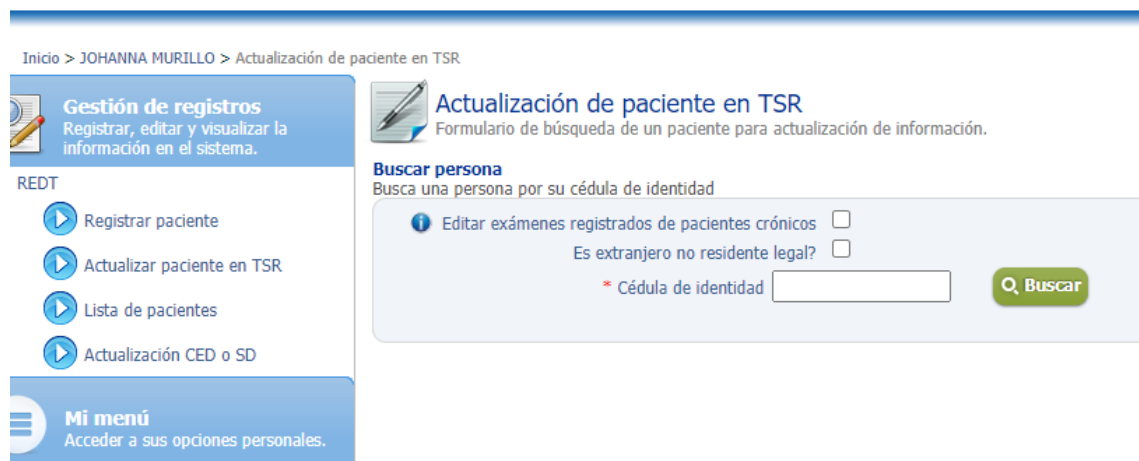 Inicio > JOHANNA MURILLO > Actualización de paciente en TSR
Gestión de registros
Registrar, editar y visualizar la
información en el sistema.
REDT
Registrar paciente
Actualizar paciente en TSR
Lista de pacientes
Actualización CED o SD
Mi menú
Acceder a sus opciones personales.
Actualización de paciente en TSR
Formulario de búsqueda de un paciente para actualización de información.
Buscar persona
Busca una persona por su cédula de identidad
Editar exámenes registrados de pacientes crónicos
Es extranjero no residente legal?
* Cédula de identidad
Buscar